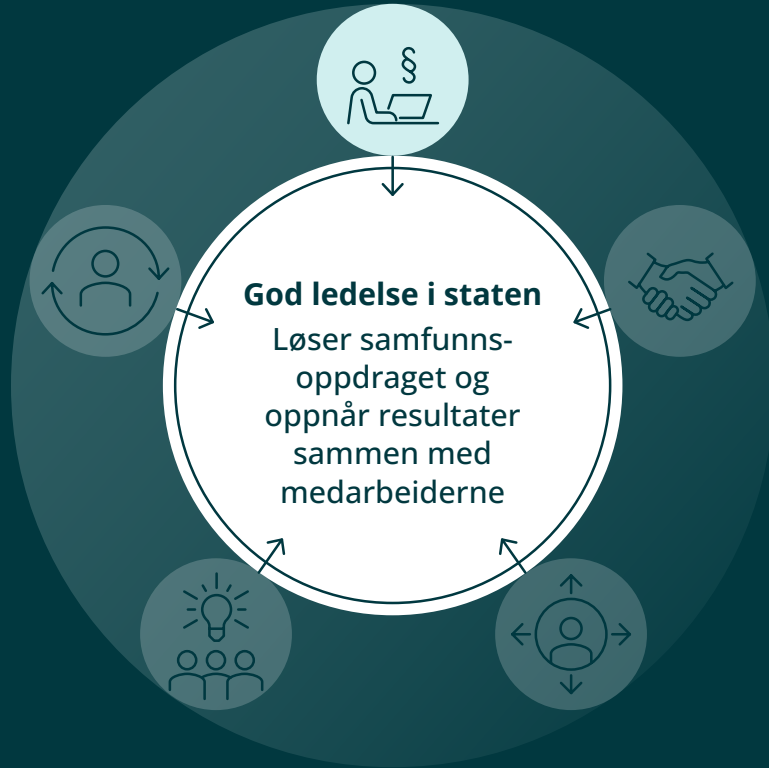 §
God ledelse i staten
Løser samfunns-
oppdraget og
oppnår resultater
sammen med
medarbeiderne